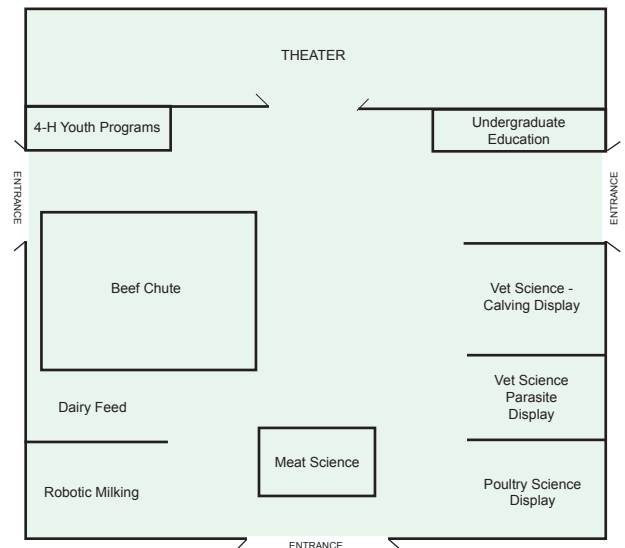 THEATER
4-H Youth Programs
Undergraduate
Education
ENTRANCE
ENTRANCE
Beef Chute
Vet Science -
Calving Display
Dairy Feed
Vet Science
Parasite
Display
Meat Science
Robotic Milking
Poultry Science
Display
ENTRANCE